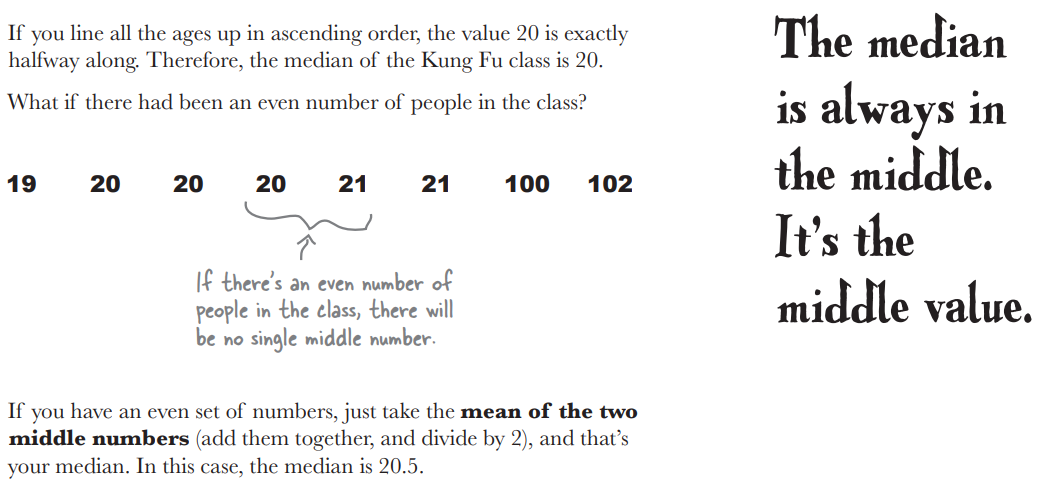 If you line all the ages up in ascending order, the value 20 is exactly
halfway along. Therefore, the median of the Kung Fu class is 20.
What if there had been an even number of people in the class?
19 20 20 20 21 21 100 102
If there's an even number of
people in the class, there will
be no single middle number.
If you have an even set of numbers, just take the mean of the two
middle numbers (add them together, and divide by 2), and that's
your median. In this case, the median is 20.5.
The median
is always in
the middle.
It's the
middle value.